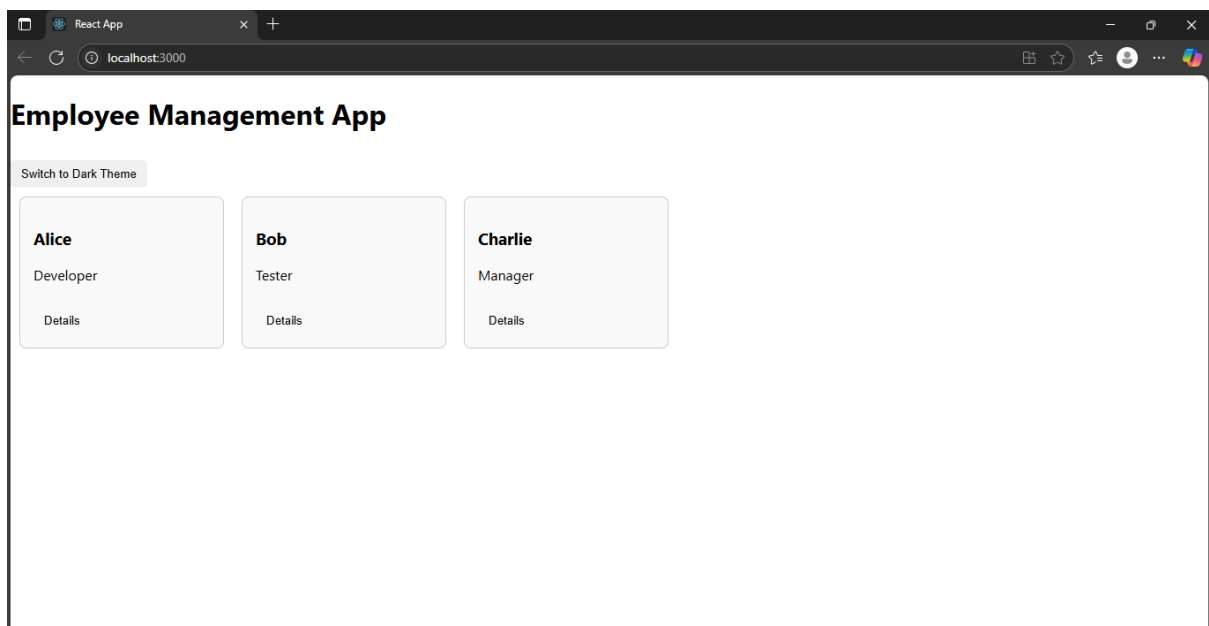 React App
localhost:3000
Employee Management App
Switch to Dark Theme
Alice
Developer
Details
Bob
Tester
Details
Charlie
Manager
Details